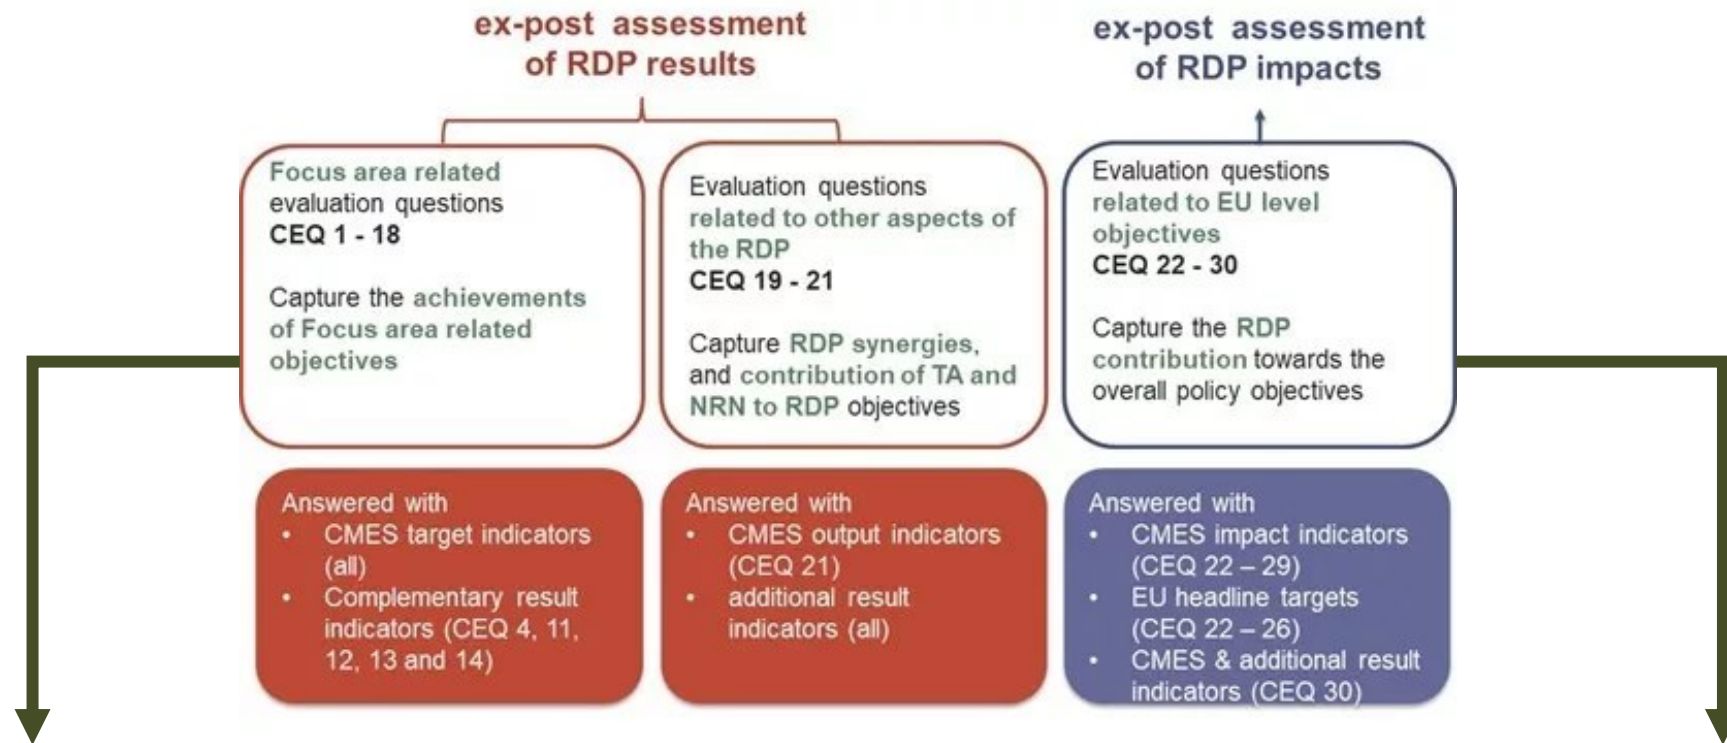 ex-post assessment
of RDP results
ex-post assessment
of RDP impacts
Focus area related
evaluation questions
CEQ 1 - 18
Capture the achievements
of Focus area related
objectives
Evaluation questions
related to other aspects of
the RDP
CEQ 19 - 21
Capture RDP synergies,
and contribution of TA and
NRN to RDP objectives
Evaluation questions
related to EU level
objectives
CEQ 22 - 30
Capture the RDP
contribution towards the
overall policy objectives
Answered with
• CMES target indicators
(all)
• Complementary result
indicators (CEQ 4, 11,
12, 13 and 14)
Answered with
• CMES output indicators
(CEQ 21)
• additional result
indicators (all)
Answered with
• CMES impact indicators
(CEQ 22 – 29)
• EU headline targets
(CEQ 22 – 26)
• CMES & additional result
indicators (CEQ 30)